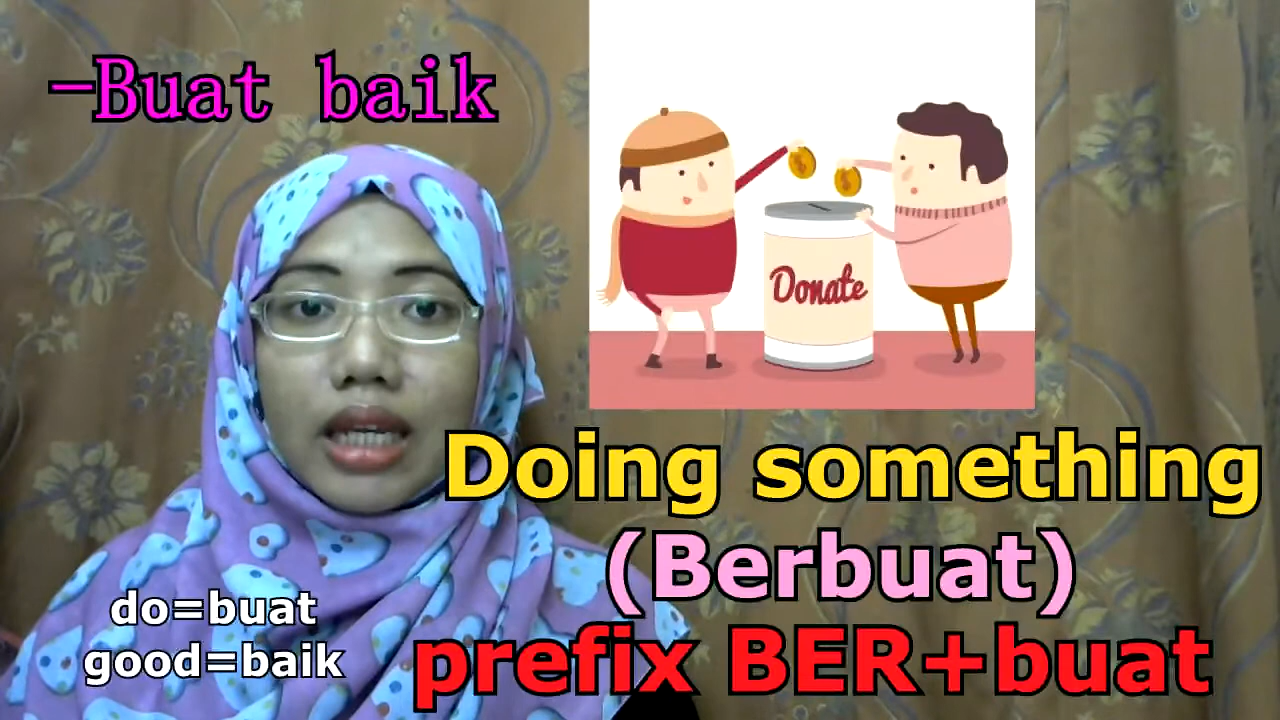 -Buat baik
Donate
Doing something
(Berbuat)
do=buat
good=baik
prefix BER+buat